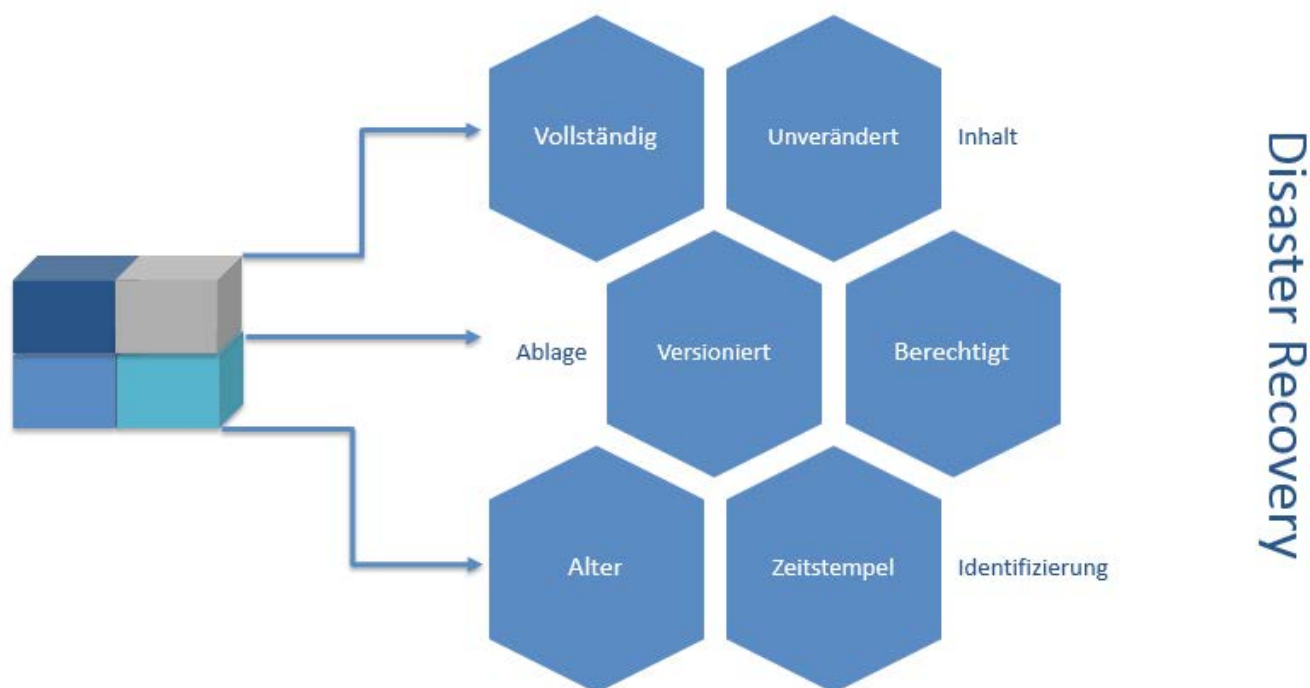 Vollständig
Unverändert
Inhalt
Ablage
Versioniert
Berechtigt
Alter
Zeitstempel
Identifizierung
Disaster Recovery